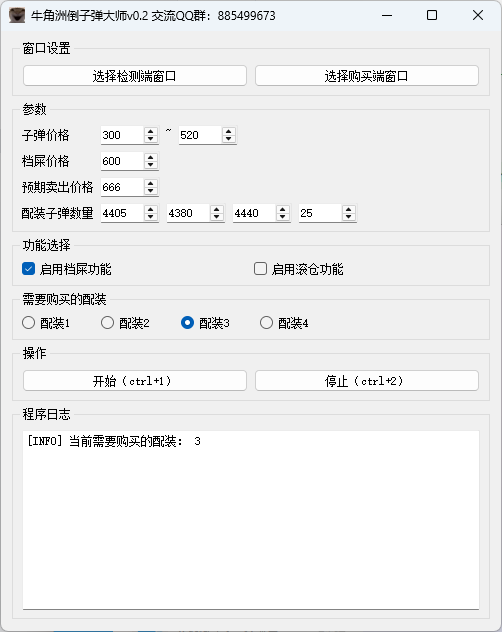 牛角洲倒子弹大师v0.2 交流QQ群：885499673
窗口设置
选择检测端窗口 选择购买端窗口
参数
子弹价格 300 ~ 520
档屎价格 600
预期卖出价格 666
配装子弹数量 4405 4380 4440 25
功能选择
启用档屎功能 启用滚仓功能
需要购买的配装
配装1 配装2 配装3 配装4
操作
开始（ctrl+1） 停止（ctrl+2）
程序日志
[INFO] 当前需要购买的配装： 3